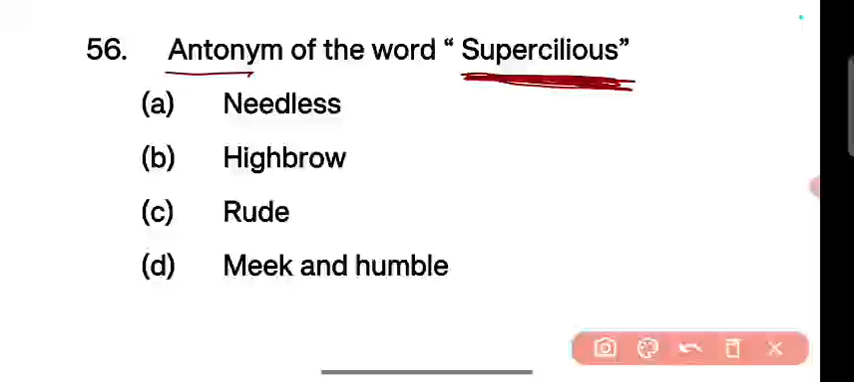 56. Antonym of the word “ Supercilious”
(a) Needless
(b) Highbrow
(c) Rude
(d) Meek and humble